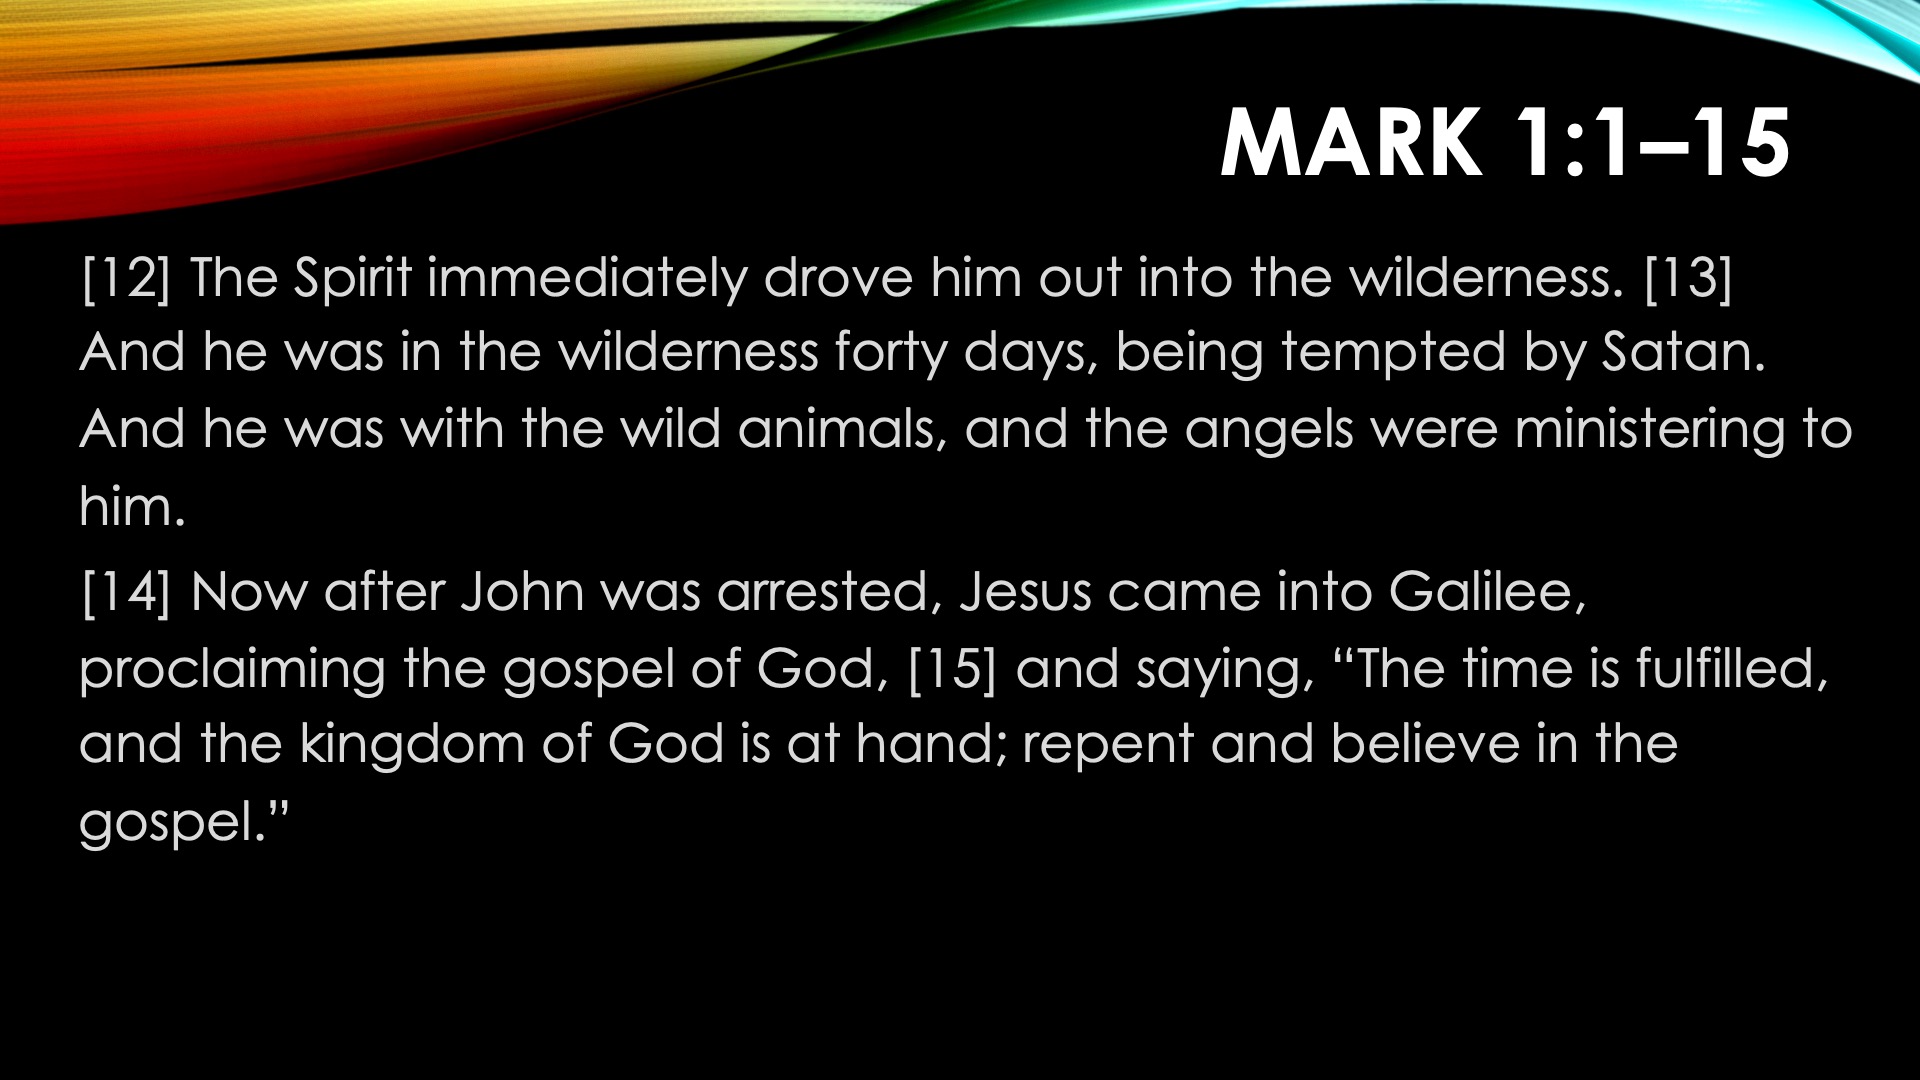 MARK 1:1–15
[12] The Spirit immediately drove him out into the wilderness. [13]
And he was in the wilderness forty days, being tempted by Satan.
And he was with the wild animals, and the angels were ministering to
him.
[14] Now after John was arrested, Jesus came into Galilee,
proclaiming the gospel of God, [15] and saying, “The time is fulfilled,
and the kingdom of God is at hand; repent and believe in the
gospel.”